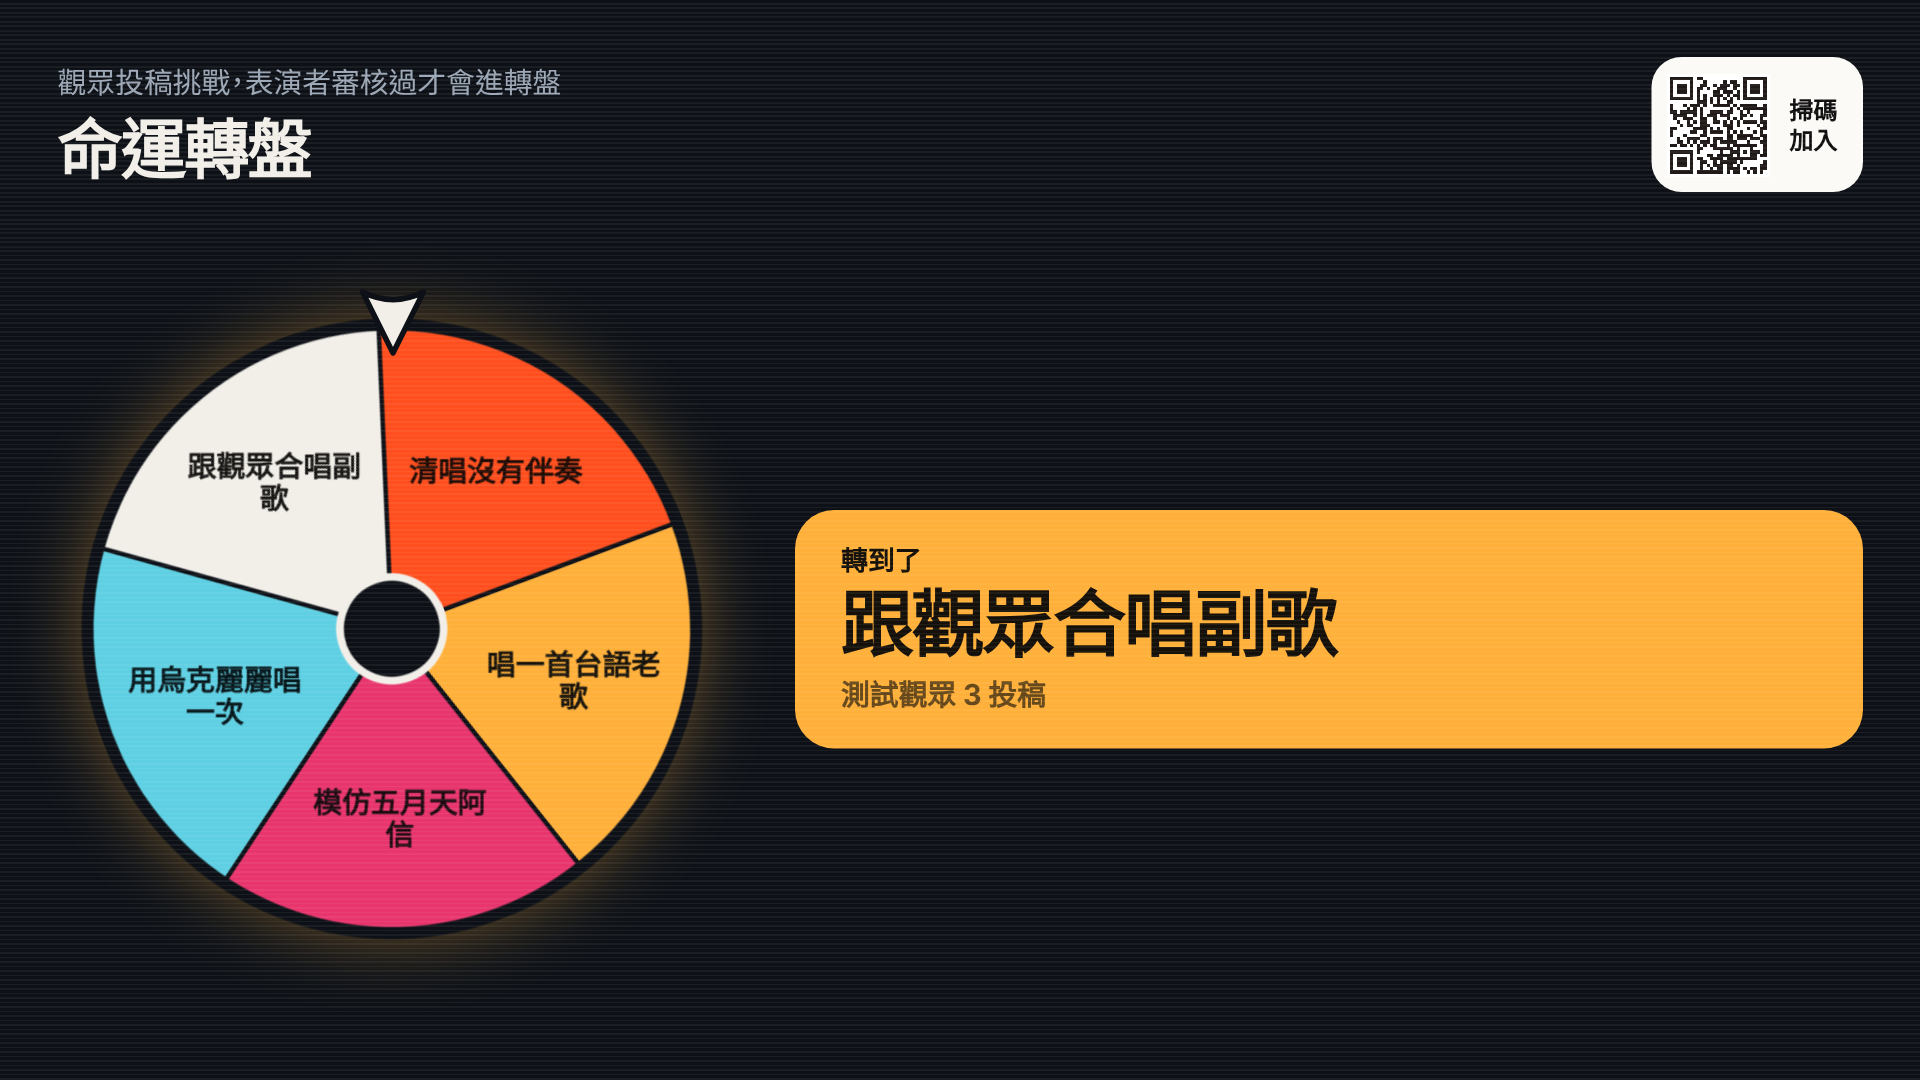 觀眾投稿挑戰，表演者審核過才會進轉盤
命運轉盤
掃碼
加入
跟觀眾合唱副
歌
清唱沒有伴奏
唱一首台語老
歌
用烏克麗麗唱
一次
模仿五月天阿
信
轉到了
跟觀眾合唱副歌
測試觀眾 3 投稿